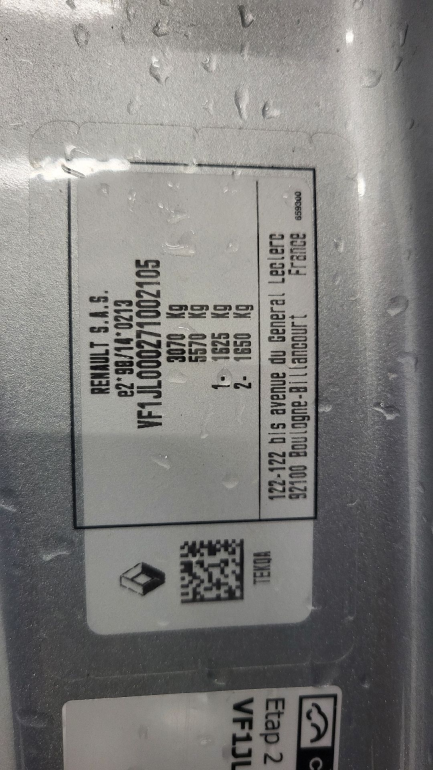 RENAULT S.A.S.
e2*98/14*0213
VF1JL000271002105
3070 Kg
5570 Kg
1- 1625 Kg
2- 1650 Kg
122-122 bis avenue du General Leclerc
92100 Boulogne-Billancourt France
659300
TEKQA
Etap 2
VF1JL